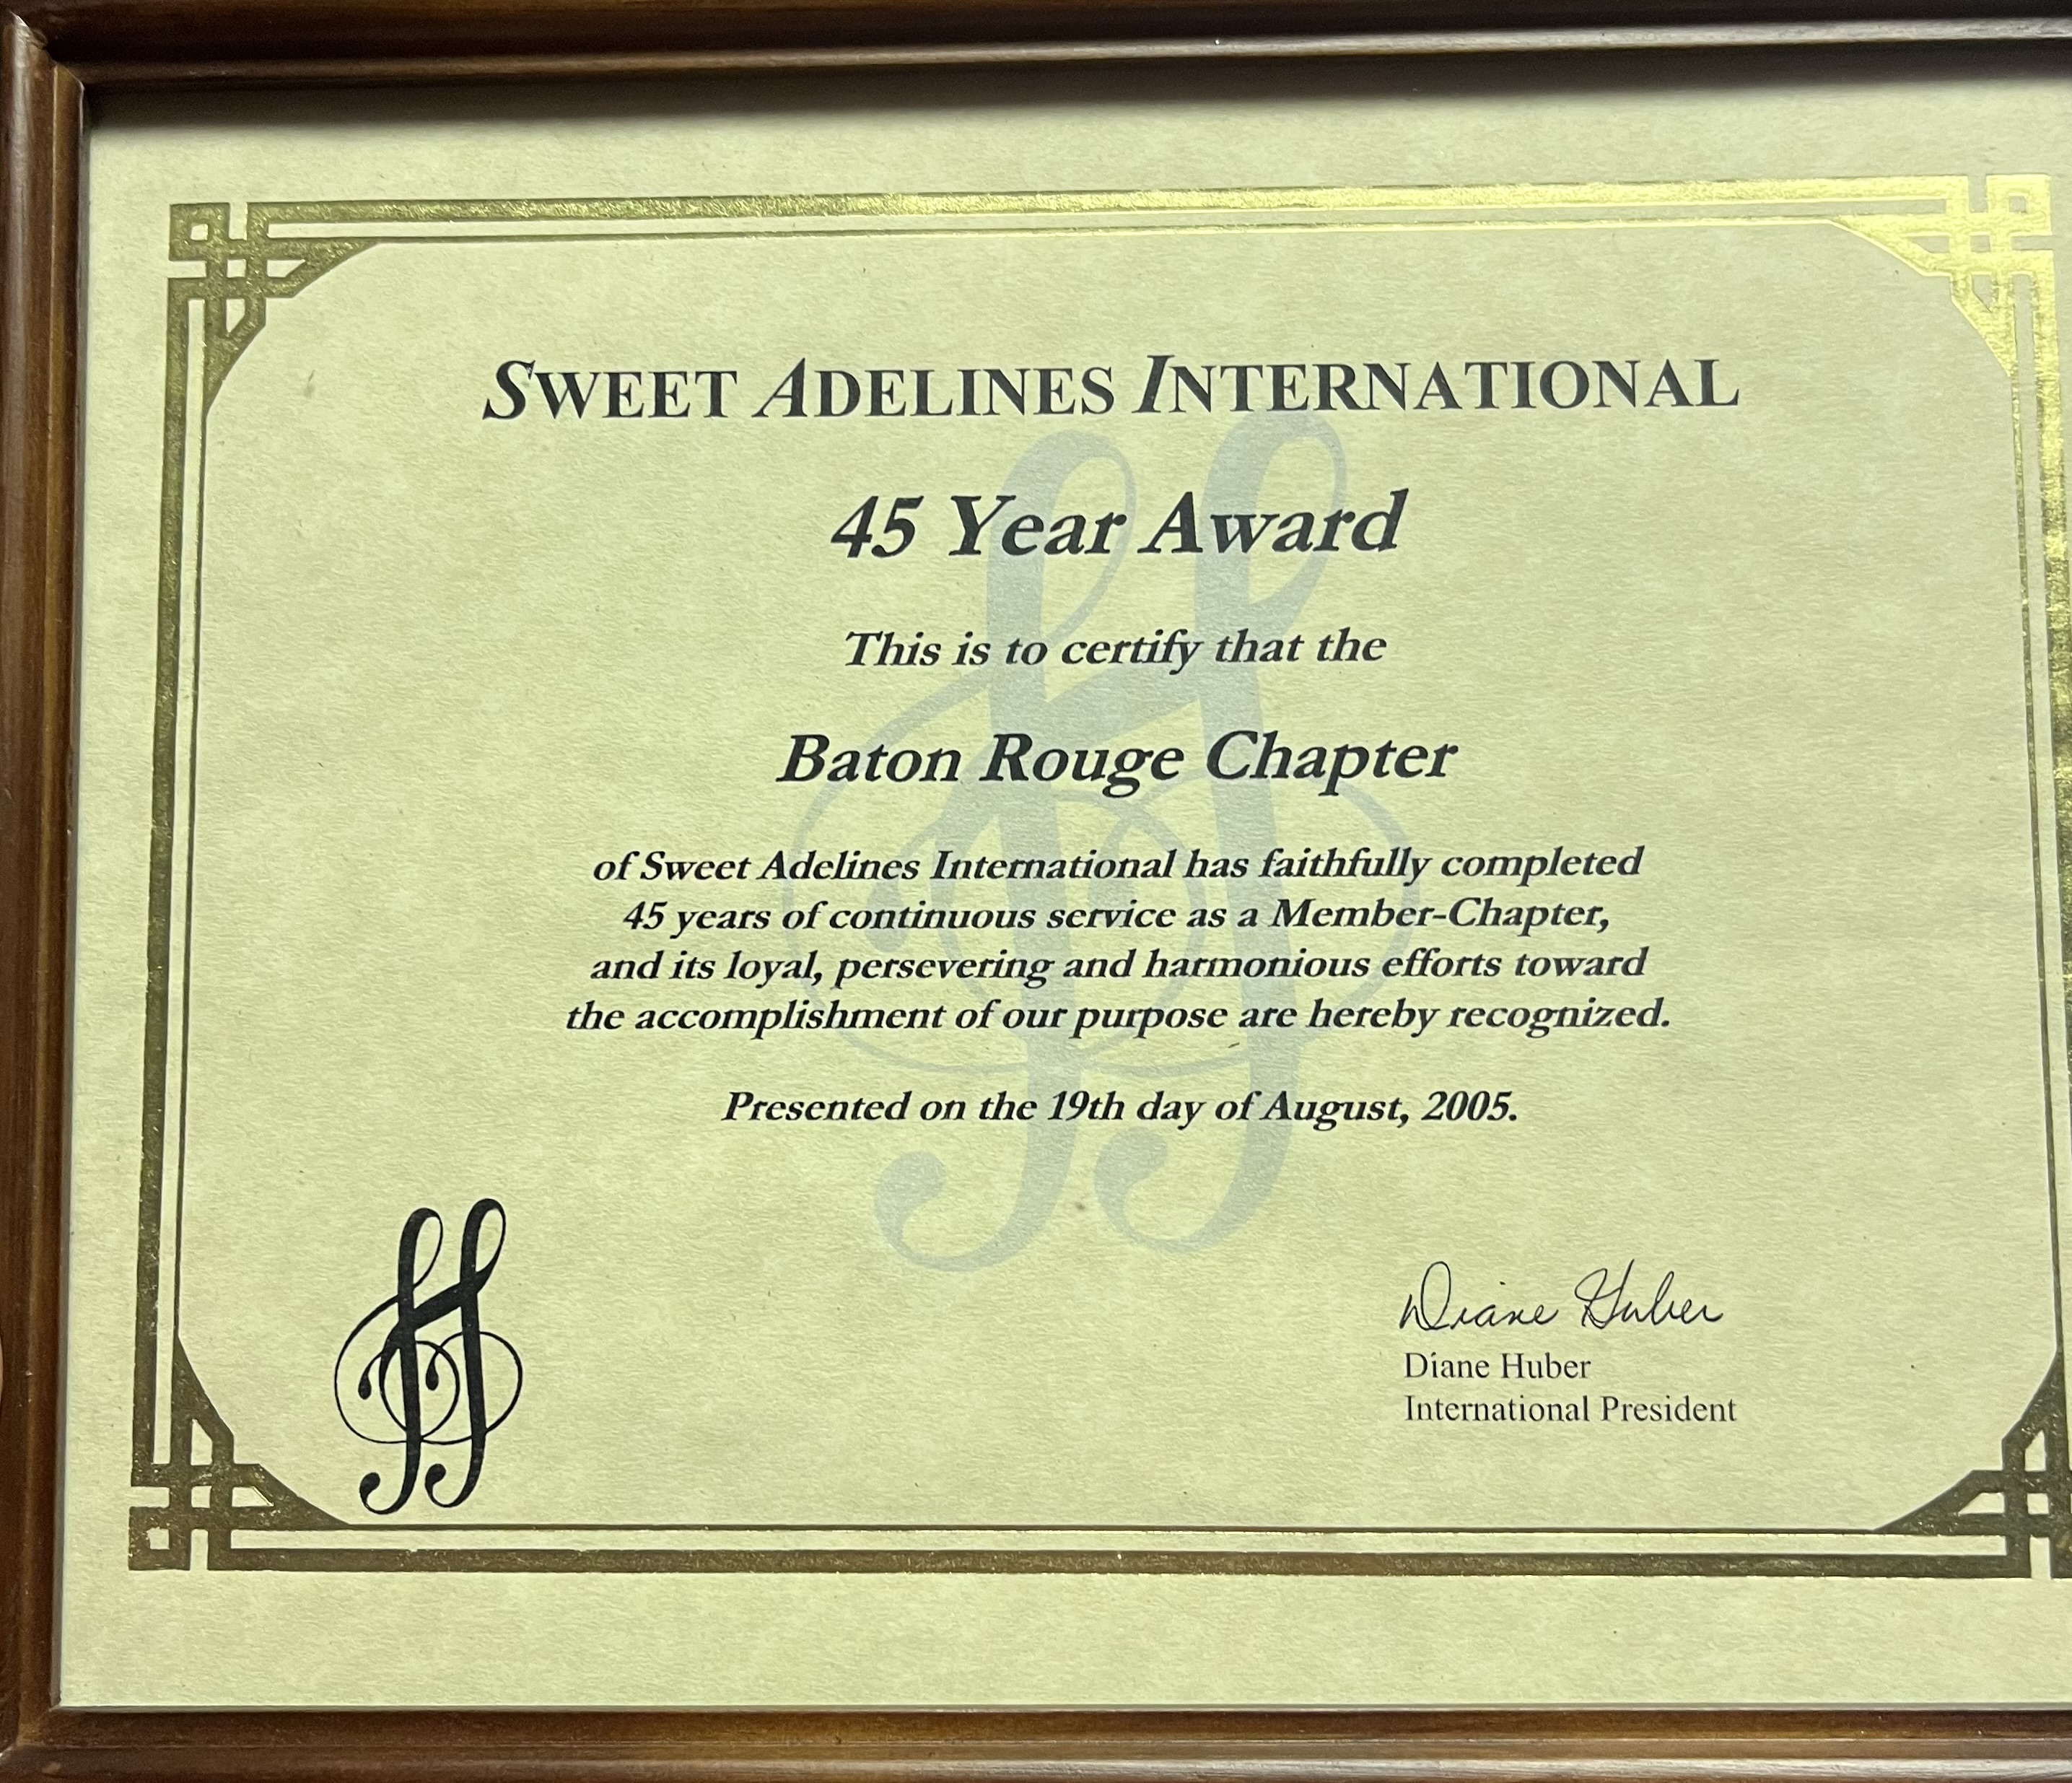 SWEET ADELINES INTERNATIONAL
45 Year Award
This is to certify that the
Baton Rouge Chapter
of Sweet Adelines International has faithfully completed
45 years of continuous service as a Member-Chapter,
and its loyal, persevering and harmonious efforts toward
the accomplishment of our purpose are hereby recognized.
Presented on the 19th day of August, 2005.
Diane Huber
Diane Huber
International President